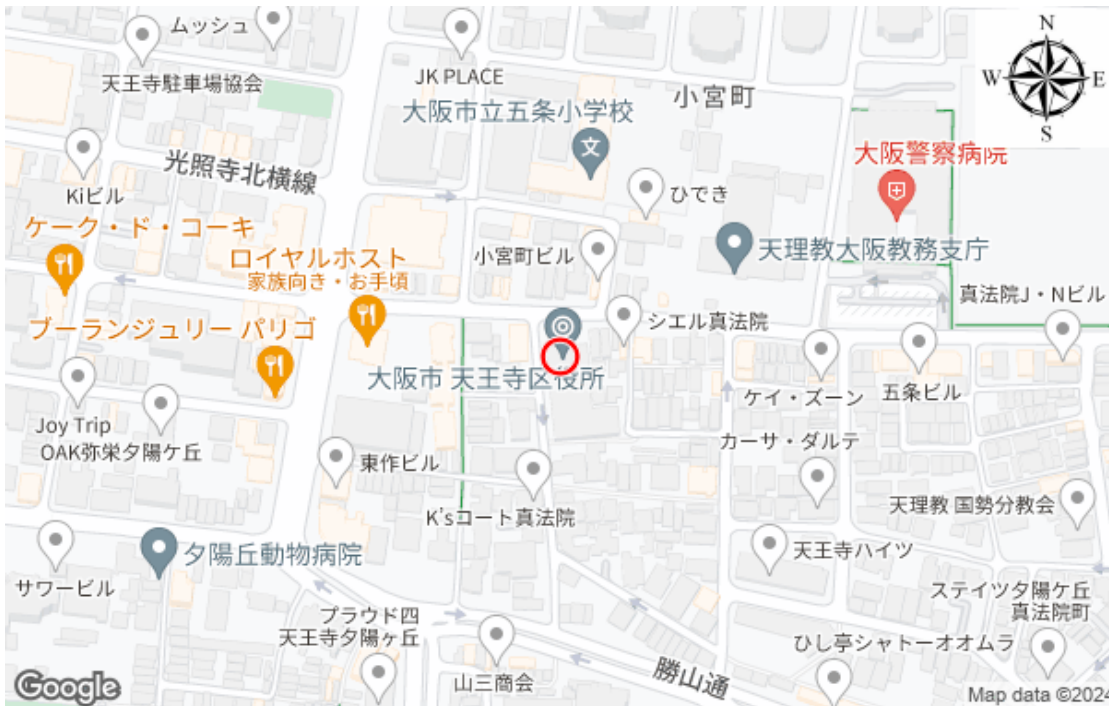 ムッシュ
天王寺駐車場協会
JK PLACE
小宮町
N
W
E
S
大阪市立五条小学校
文
大阪警察病院
光照寺北横線
Kiビル
ひでき
ケーク・ド・コーキ
ロイヤルホスト
家族向き・お手頃
小宮町ビル
天理教大阪教務支庁
真法院J・Nビル
ブーランジュリー パリゴ
シエル真法院
大阪市 天王寺区役所
ケイ・ズーン
五条ビル
Joy Trip
OAK弥栄夕陽ケ丘
東作ビル
カーサ・ダルテ
K'sコート真法院
天理教 国勢分教会
夕陽丘動物病院
天王寺ハイツ
サワービル
ステイツ夕陽ケ丘
真法院町
プラウド四
天王寺夕陽ヶ丘
ひし亭シャトーオオムラ
山三商会
勝山通
Google
Map data ©2024